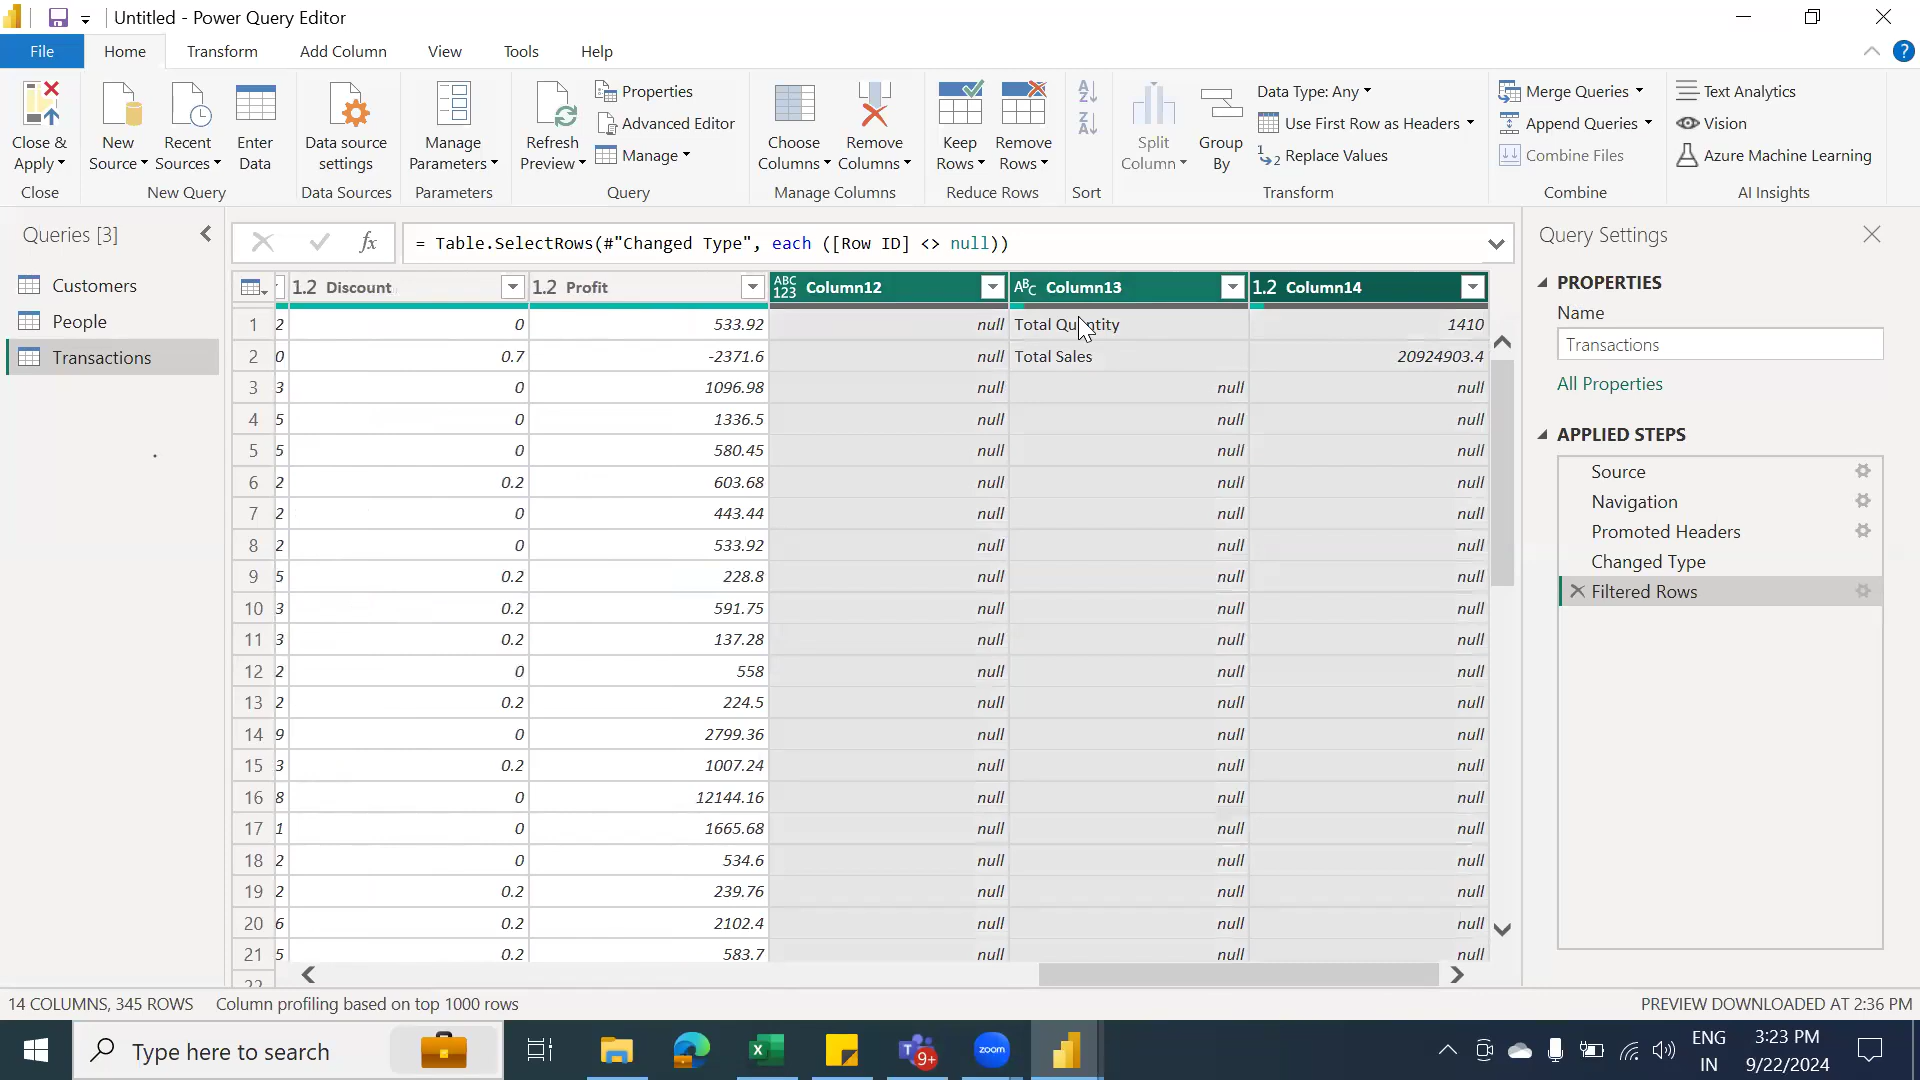 Untitled - Power Query Editor
File Home Transform Add Column View Tools Help
Close & Apply
Close
New Source
Recent Sources
Enter Data
New Query
Data source settings
Data Sources
Manage Parameters
Parameters
Refresh Preview
Properties
Advanced Editor
Manage
Query
Choose Columns
Remove Columns
Manage Columns
Keep Rows
Remove Rows
Reduce Rows
Sort
Split Column
Group By
Data Type: Any
Use First Row as Headers
Replace Values
Transform
Merge Queries
Append Queries
Combine Files
Combine
Text Analytics
Vision
Azure Machine Learning
AI Insights
Queries [3]
Customers
People
Transactions
fx = Table.SelectRows(#"Changed Type", each ([Row ID] <> null))
1.2 Discount 1.2 Profit ABC 123 Column12 ABC Column13 1.2 Column14
1 2 0 533.92 null Total Quantity 1410
2 0 0.7 -2371.6 null Total Sales 20924903.4
3 3 0 1096.98 null null null
4 5 0 1336.5 null null null
5 5 0 580.45 null null null
6 2 0.2 603.68 null null null
7 2 0 443.44 null null null
8 2 0 533.92 null null null
9 5 0.2 228.8 null null null
10 3 0.2 591.75 null null null
11 3 0.2 137.28 null null null
12 2 0 558 null null null
13 2 0.2 224.5 null null null
14 9 0 2799.36 null null null
15 3 0.2 1007.24 null null null
16 8 0 12144.16 null null null
17 1 0 1665.68 null null null
18 2 0 534.6 null null null
19 2 0.2 239.76 null null null
20 6 0.2 2102.4 null null null
21 5 0.2 583.7 null null null
22
Query Settings
PROPERTIES
Name
Transactions
All Properties
APPLIED STEPS
Source
Navigation
Promoted Headers
Changed Type
Filtered Rows
14 COLUMNS, 345 ROWS Column profiling based on top 1000 rows
PREVIEW DOWNLOADED AT 2:36 PM
Type here to search
9+
zoom
ENG
IN
3:23 PM
9/22/2024